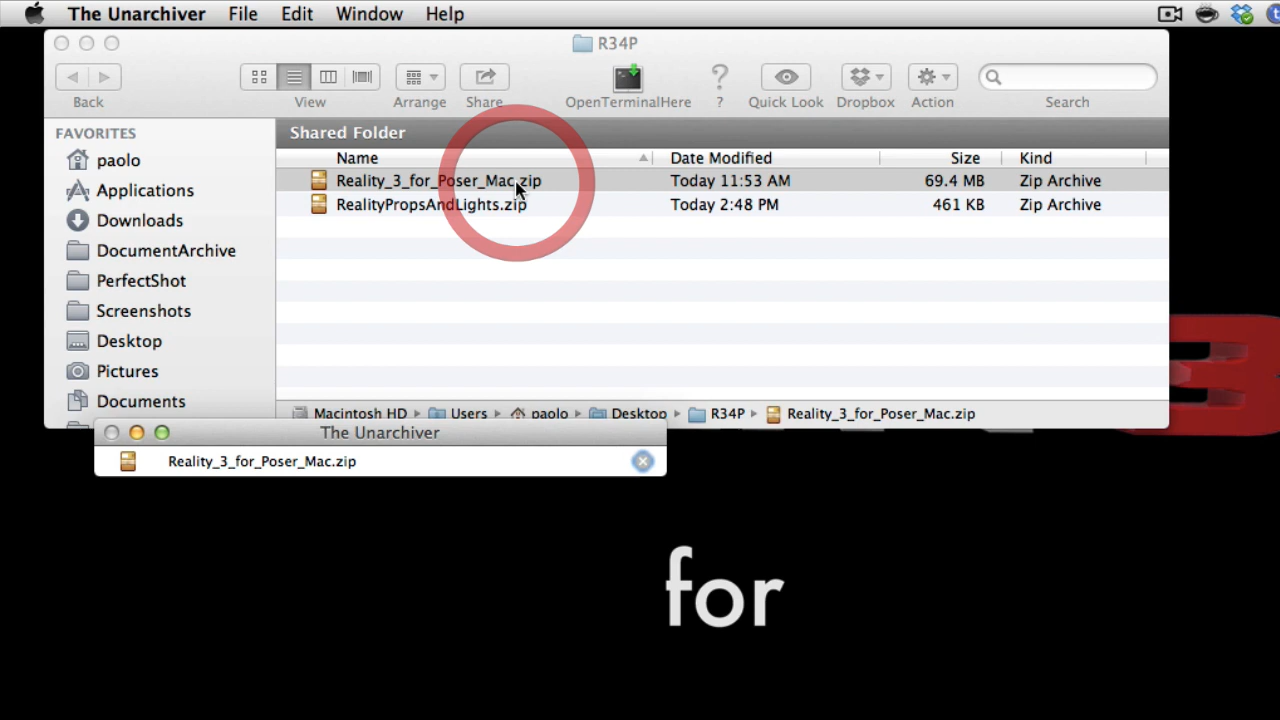 The Unarchiver File Edit Window Help
R34P
Back View Arrange Share OpenTerminalHere ? Quick Look Dropbox Action Search
FAVORITES
paolo
Applications
Downloads
DocumentArchive
PerfectShot
Screenshots
Desktop
Pictures
Documents
Shared Folder
Name Date Modified Size Kind
Reality_3_for_Poser_Mac.zip Today 11:53 AM 69.4 MB Zip Archive
RealityPropsAndLights.zip Today 2:48 PM 461 KB Zip Archive
Macintosh HD Users paolo Desktop R34P Reality_3_for_Poser_Mac.zip
The Unarchiver
Reality_3_for_Poser_Mac.zip
for